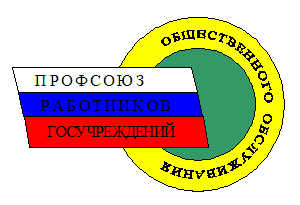 ПРОФСОЮЗ
РАБОТНИКОВ
ГОСУЧРЕЖДЕНИЙ
ОБЩЕСТВЕННОГО ОБСЛУЖИВАНИЯ